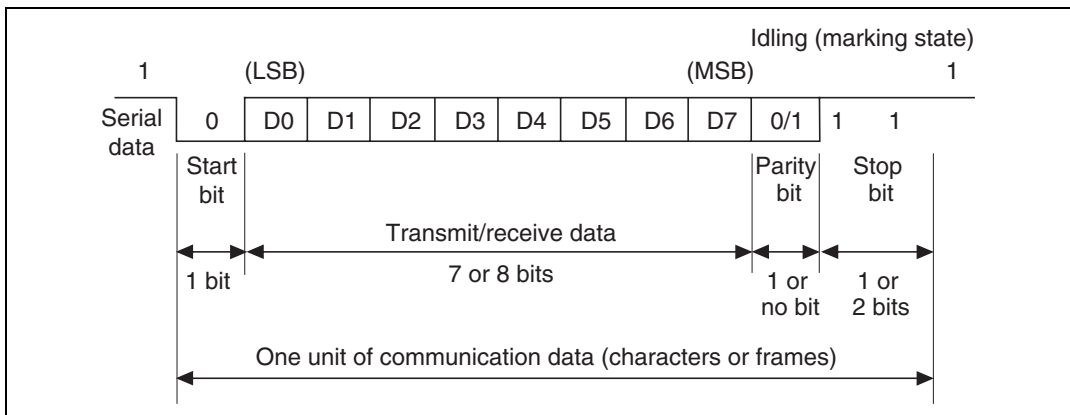 Idling (marking state)
1 (LSB) (MSB) 1
Serial data
0 D0 D1 D2 D3 D4 D5 D6 D7 0/1 1 1
Start bit
Parity bit
Stop bit
Transmit/receive data
1 bit
7 or 8 bits
1 or no bit
1 or 2 bits
One unit of communication data (characters or frames)